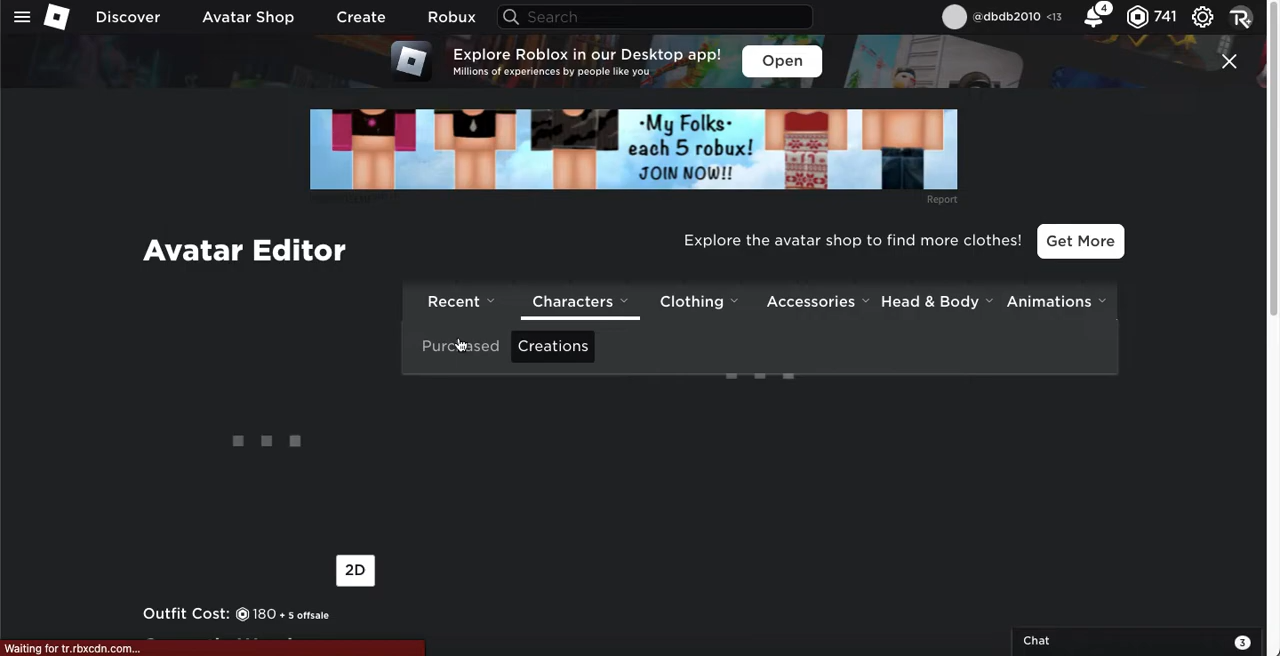 Discover Avatar Shop Create Robux Search @dbdb2010 <13 4 741
Explore Roblox in our Desktop app!
Millions of experiences by people like you
Open
·My Folks·
each 5 robux!
JOIN NOW!!
Report
Avatar Editor
Explore the avatar shop to find more clothes!
Get More
Recent Characters Clothing Accessories Head & Body Animations
Purchased Creations
2D
Outfit Cost: 180 + 5 offsale
Waiting for tr.rbxcdn.com...
Chat 3